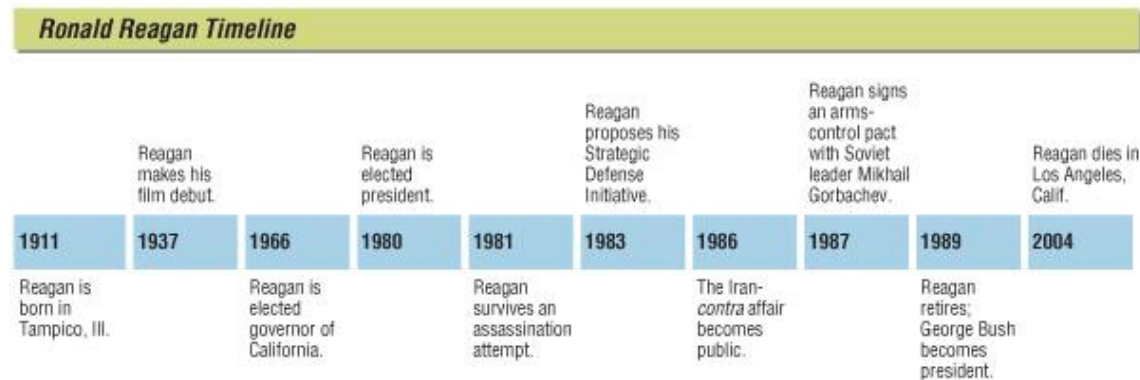 Ronald Reagan Timeline
Reagan
makes his
film debut.
Reagan is
elected
president.
Reagan
proposes his
Strategic
Defense
Initiative.
Reagan signs
an arms-
control pact
with Soviet
leader Mikhail
Gorbachev.
Reagan dies in
Los Angeles,
Calif.
1911 1937 1966 1980 1981 1983 1986 1987 1989 2004
Reagan is
born in
Tampico, Ill.
Reagan is
elected
governor of
California.
Reagan
survives an
assassination
attempt.
The Iran-
contra affair
becomes
public.
Reagan
retires;
George Bush
becomes
president.